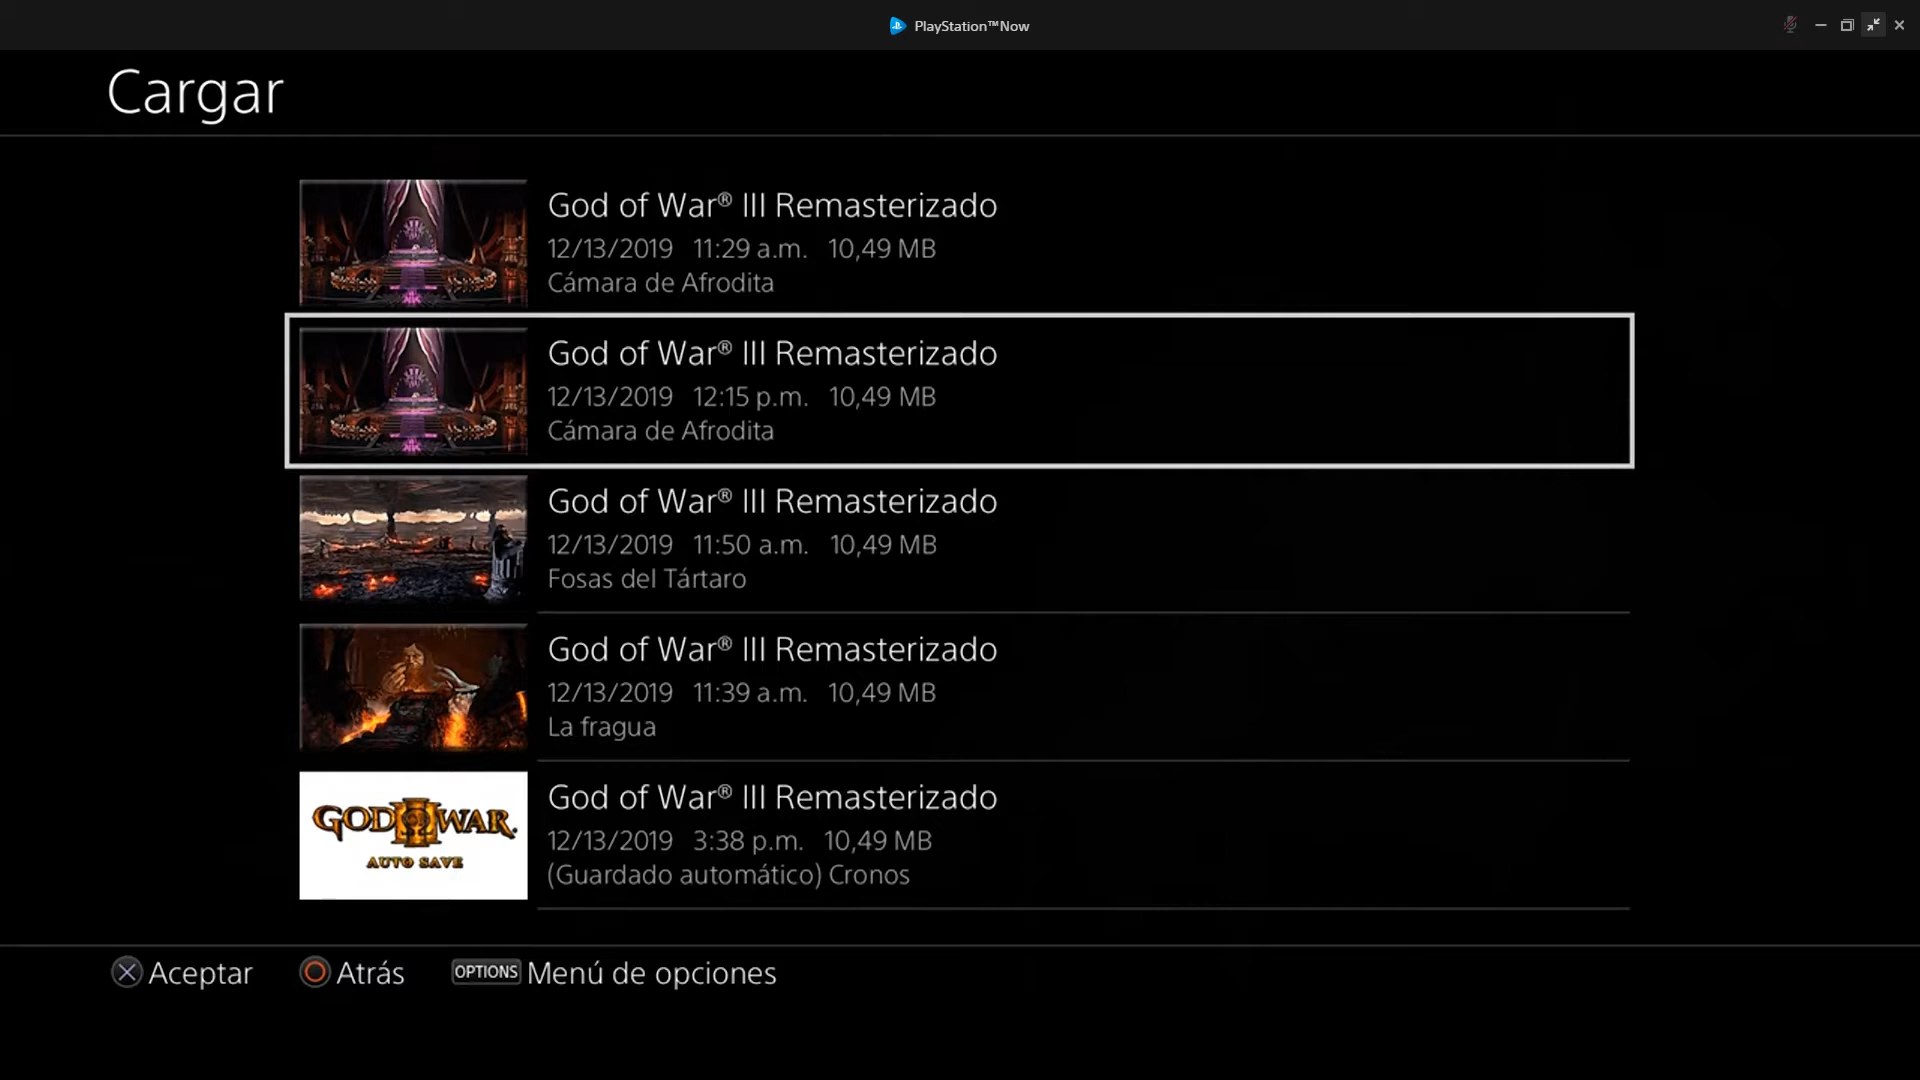 PlayStation™Now
Cargar
God of War® III Remasterizado
12/13/2019 11:29 a.m. 10,49 MB
Cámara de Afrodita
God of War® III Remasterizado
12/13/2019 12:15 p.m. 10,49 MB
Cámara de Afrodita
God of War® III Remasterizado
12/13/2019 11:50 a.m. 10,49 MB
Fosas del Tártaro
God of War® III Remasterizado
12/13/2019 11:39 a.m. 10,49 MB
La fragua
GOD OF WAR III
AUTO SAVE
God of War® III Remasterizado
12/13/2019 3:38 p.m. 10,49 MB
(Guardado automático) Cronos
Aceptar Atrás OPTIONS Menú de opciones